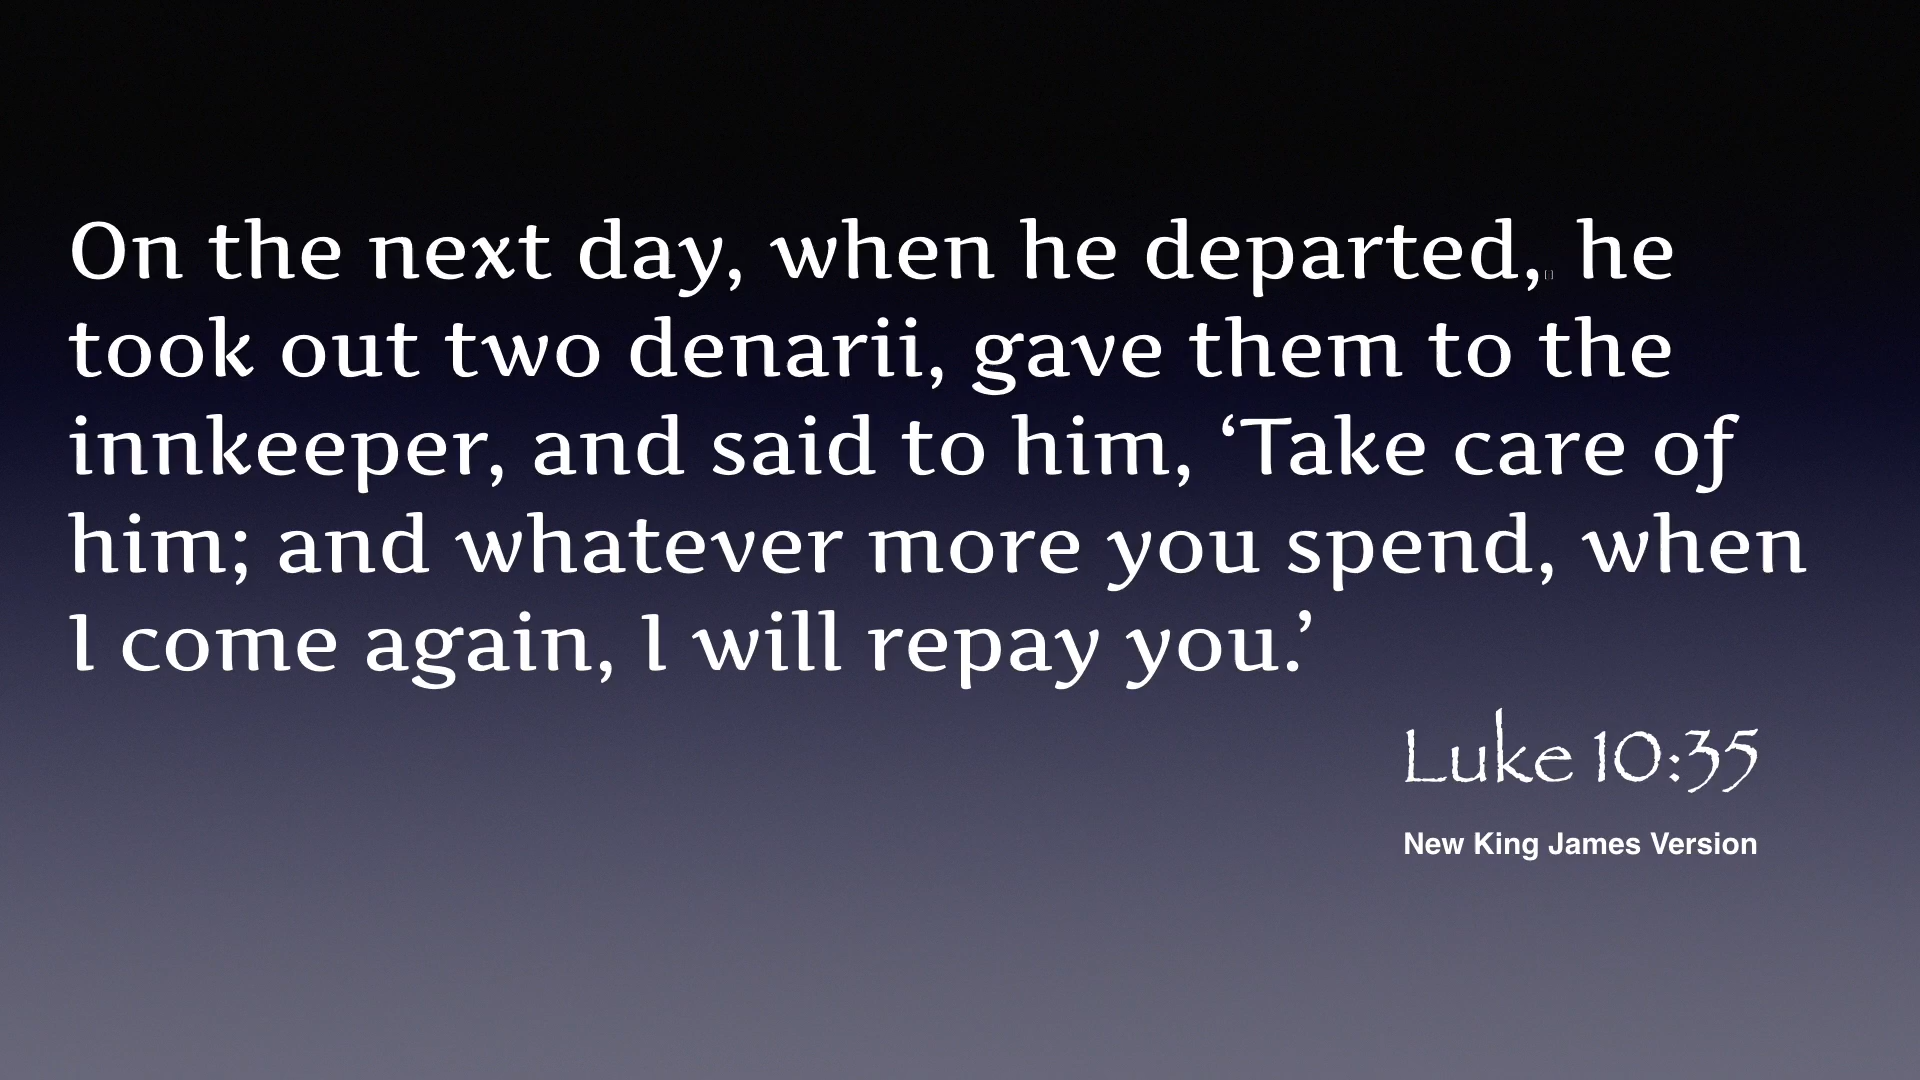 On the next day, when he departed,[] he
took out two denarii, gave them to the
innkeeper, and said to him, ‘Take care of
him; and whatever more you spend, when
I come again, I will repay you.’
Luke 10:35
New King James Version